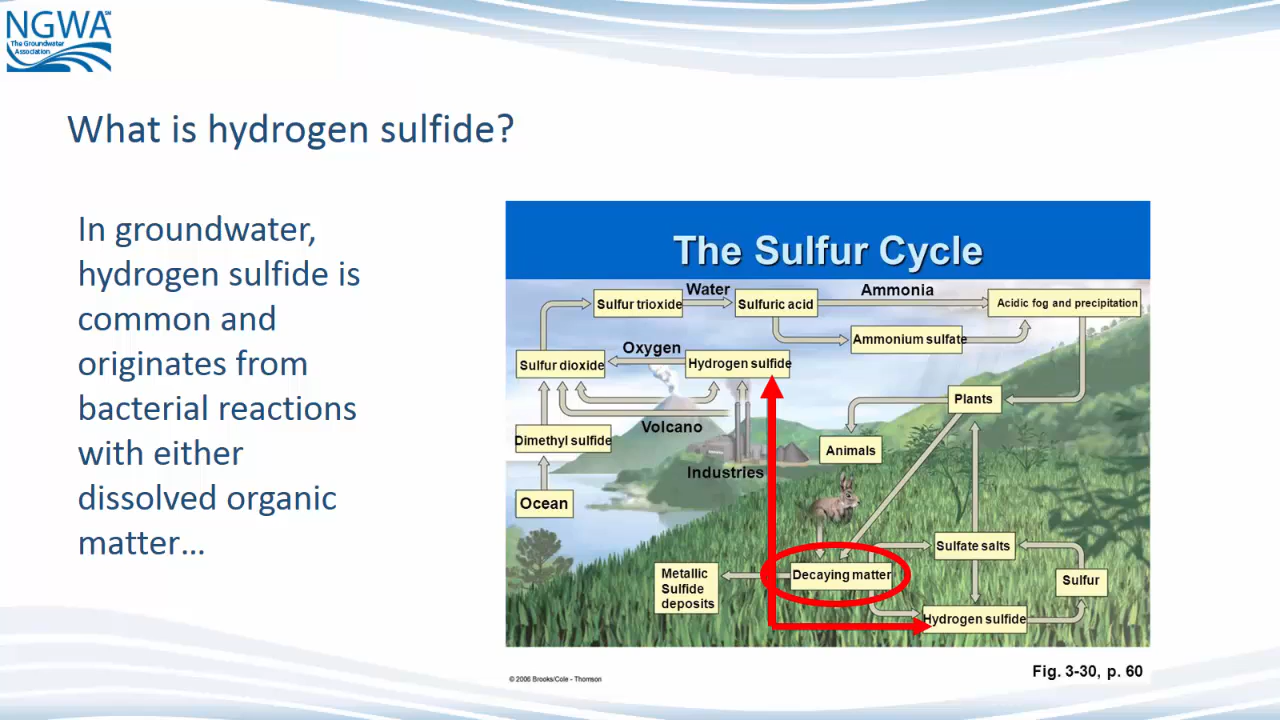 NGWA℠
The Groundwater
Association
What is hydrogen sulfide?
In groundwater,
hydrogen sulfide is
common and
originates from
bacterial reactions
with either
dissolved organic
matter…
The Sulfur Cycle
Sulfur trioxide
Water
Sulfuric acid
Ammonia
Acidic fog and precipitation
Ammonium sulfate
Sulfur dioxide
Oxygen
Hydrogen sulfide
Plants
Volcano
Dimethyl sulfide
Animals
Industries
Ocean
Sulfate salts
Metallic
Sulfide
deposits
Decaying matter
Sulfur
Hydrogen sulfide
Fig. 3-30, p. 60
© 2006 Brooks/Cole - Thomson